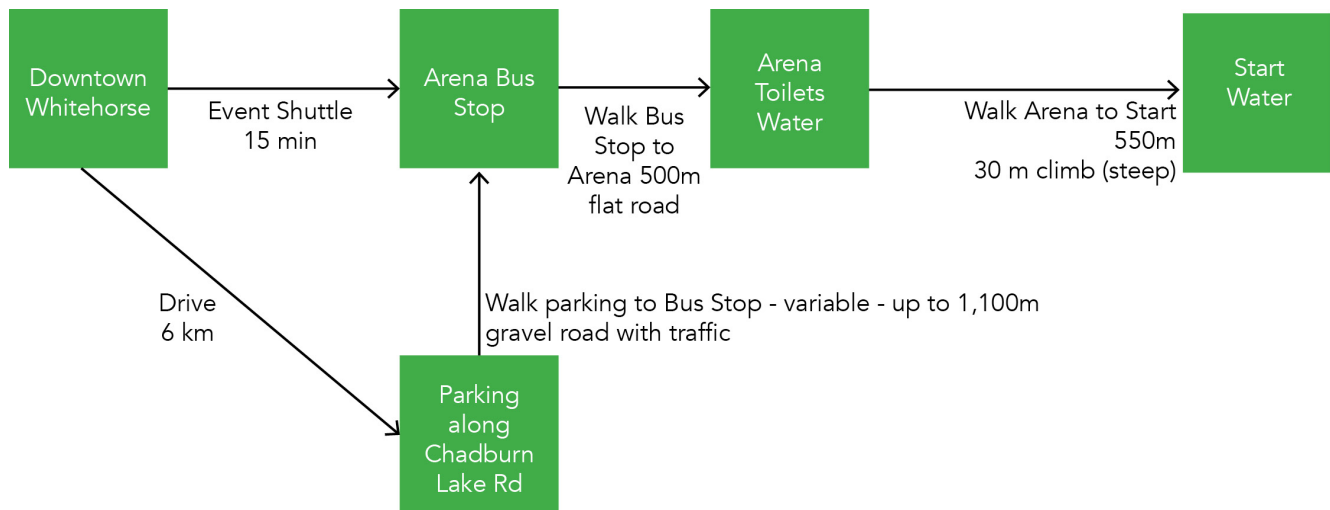 Downtown
Whitehorse
Event Shuttle
15 min
Arena Bus
Stop
Walk Bus
Stop to
Arena 500m
flat road
Arena
Toilets
Water
Walk Arena to Start
550m
30 m climb (steep)
Start
Water
Drive
6 km
Walk parking to Bus Stop - variable - up to 1,100m
gravel road with traffic
Parking
along
Chadburn
Lake Rd